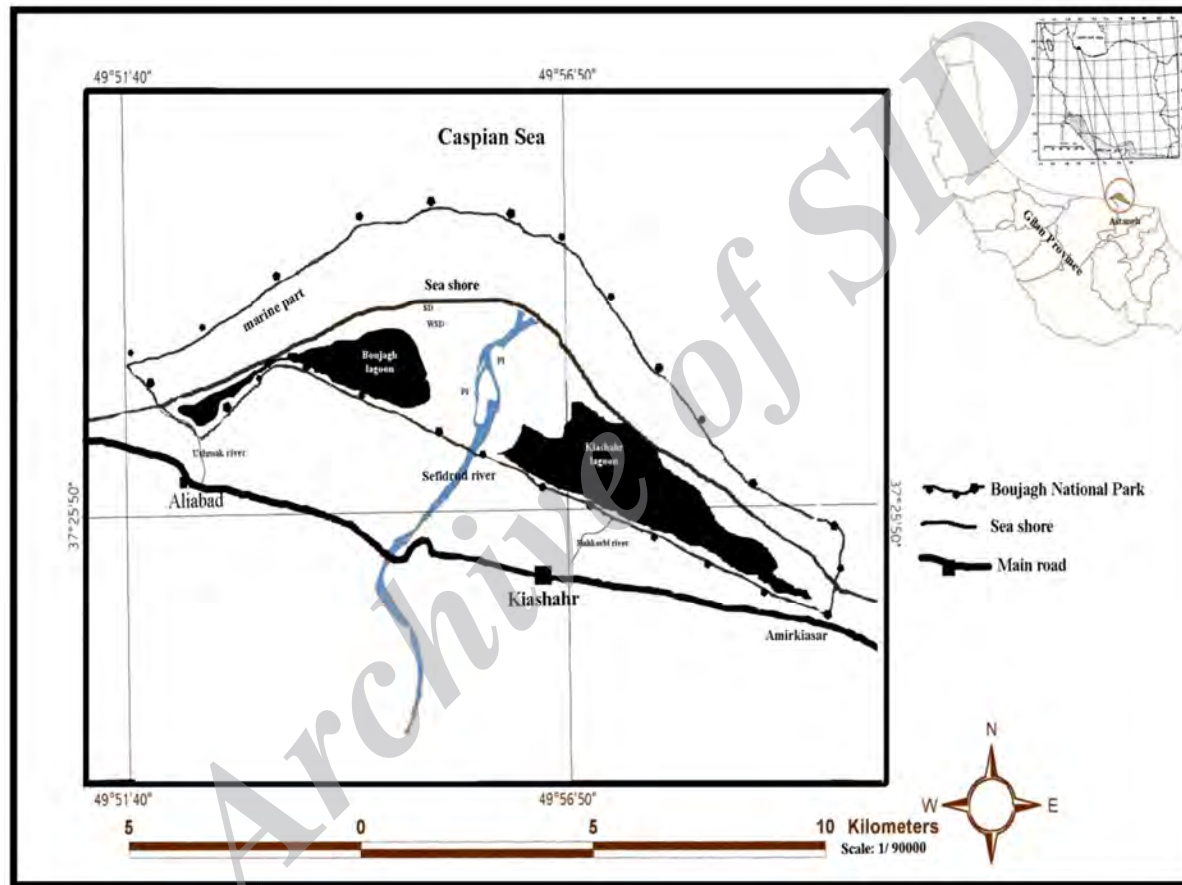 49°51'40"
49°56'50"
Caspian Sea
Sea shore
marine part
SD
WSD
Boujagh
lagoon
PI
PI
Kiashahr
lagoon
Ushmak river
Sefidrud river
Aliabad
37°25'50"
37°25'50"
Kiashahr
Amirkiasar
49°51'40"
49°56'50"
Gilan Province
Astaneh
Boujagh National Park
Sea shore
Main road
N
W
E
S
5 0 5 10 Kilometers
Scale: 1/ 90000
Archive of SID